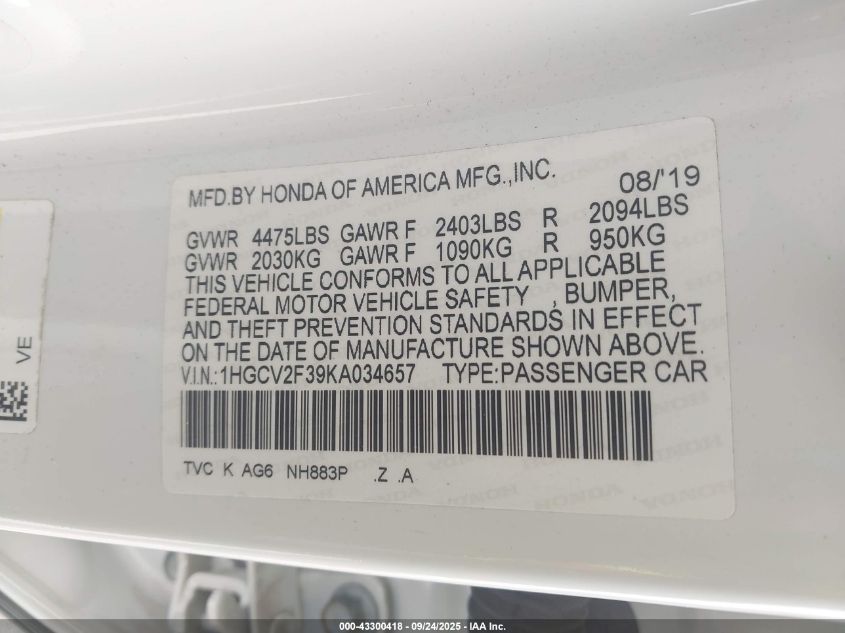 MFD.BY HONDA OF AMERICA MFG.,INC. 08/'19
GVWR 4475LBS GAWR F 2403LBS R 2094LBS
GVWR 2030KG GAWR F 1090KG R 950KG
THIS VEHICLE CONFORMS TO ALL APPLICABLE
FEDERAL MOTOR VEHICLE SAFETY , BUMPER,
AND THEFT PREVENTION STANDARDS IN EFFECT
ON THE DATE OF MANUFACTURE SHOWN ABOVE.
V.I.N.:1HGCV2F39KA034657 TYPE:PASSENGER CAR
TVC K AG6 NH883P .Z .A
VE
000-43300418 - 09/24/2025 - IAA Inc.